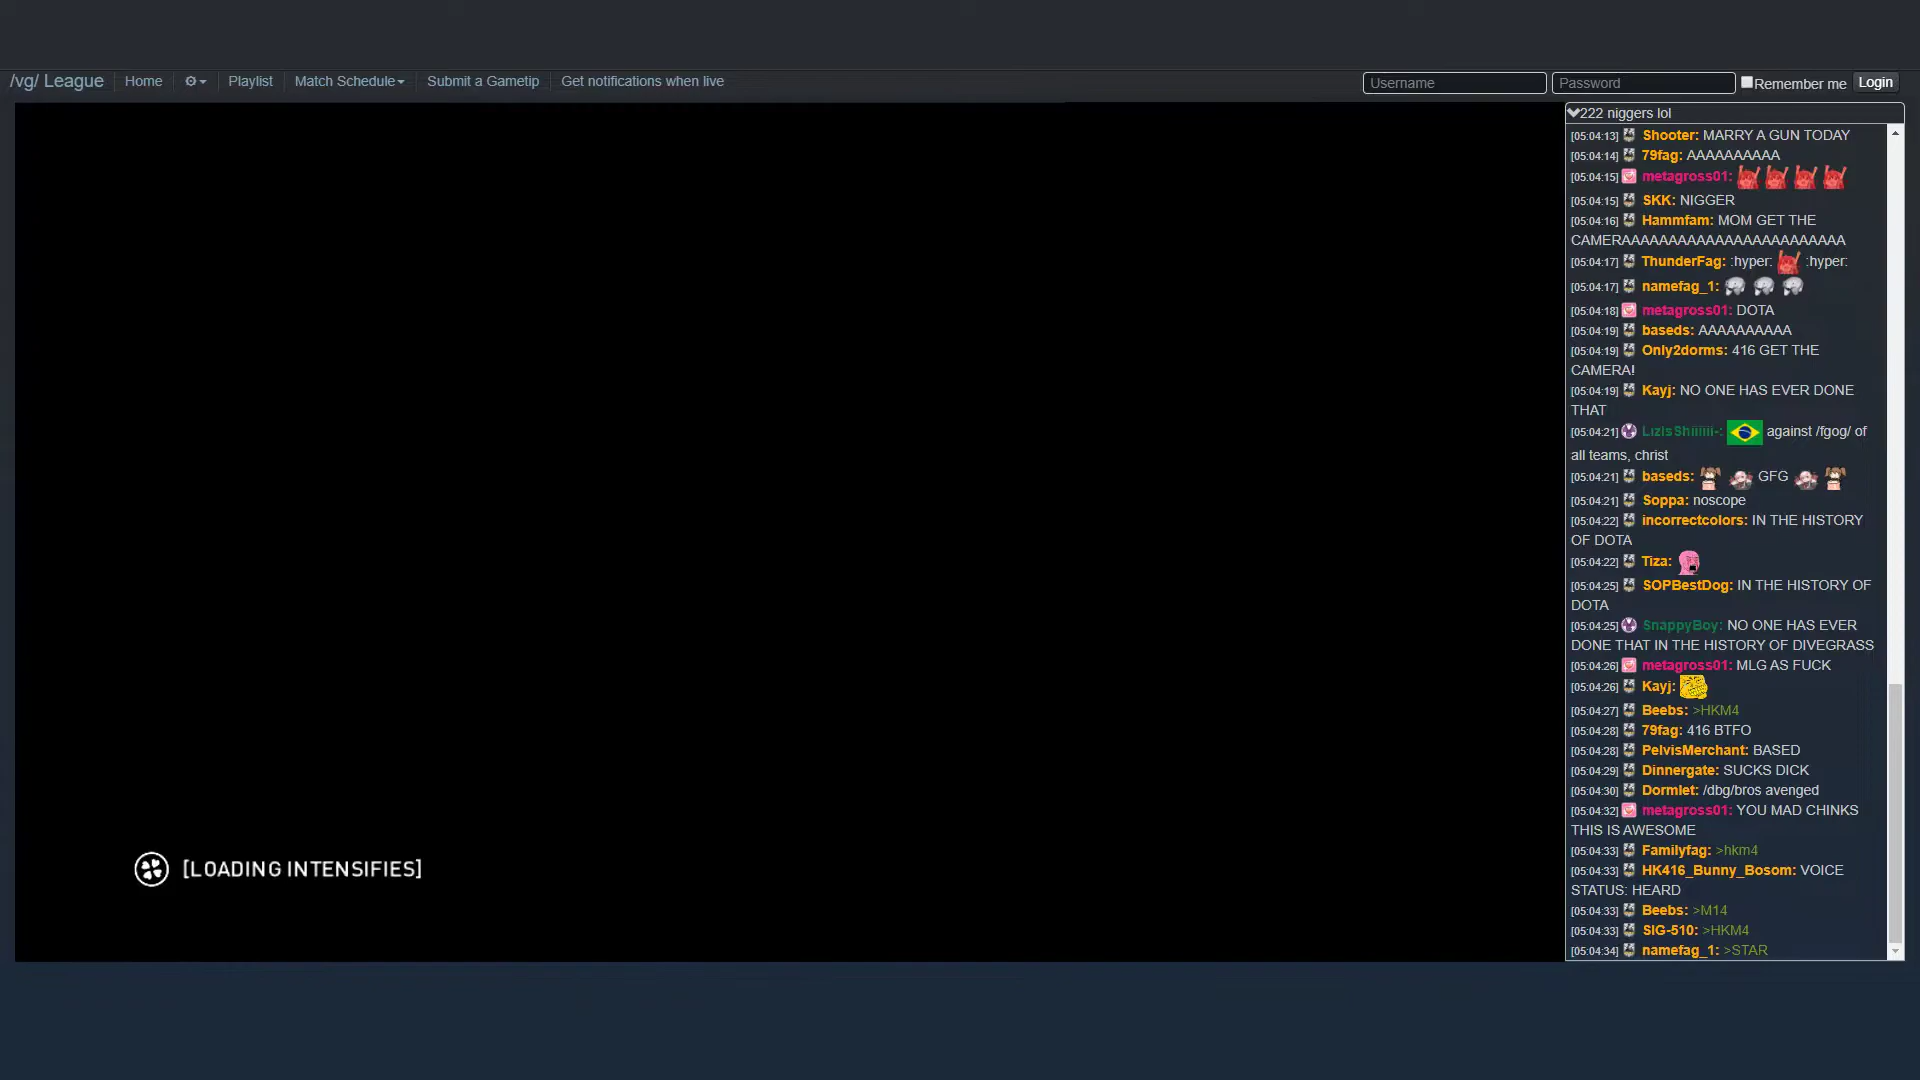 /vg/ League Home Playlist Match Schedule Submit a Gametip Get notifications when live Username Password Remember me Login
222 niggers lol
[05:04:13] Shooter: MARRY A GUN TODAY
[05:04:14] 79fag: AAAAAAAAAA
[05:04:15] metagross01:
[05:04:15] SKK: NIGGER
[05:04:16] Hammfam: MOM GET THE
CAMERAAAAAAAAAAAAAAAAAAAAAAAA
[05:04:17] ThunderFag: :hyper: :hyper:
[05:04:17] namefag_1:
[05:04:18] metagross01: DOTA
[05:04:19] baseds: AAAAAAAAAA
[05:04:19] Only2dorms: 416 GET THE
CAMERA!
[05:04:19] Kayj: NO ONE HAS EVER DONE
THAT
[05:04:21] LizIsShiiiiii-: against /fgog/ of
all teams, christ
[05:04:21] baseds: GFG
[05:04:21] Soppa: noscope
[05:04:22] incorrectcolors: IN THE HISTORY
OF DOTA
[05:04:22] Tiza:
[05:04:25] SOPBestDog: IN THE HISTORY OF
DOTA
[05:04:25] SnappyBoy: NO ONE HAS EVER
DONE THAT IN THE HISTORY OF DIVEGRASS
[05:04:26] metagross01: MLG AS FUCK
[05:04:26] Kayj:
[05:04:27] Beebs: >HKM4
[05:04:28] 79fag: 416 BTFO
[05:04:28] PelvisMerchant: BASED
[05:04:29] Dinnergate: SUCKS DICK
[05:04:30] Dormlet: /dbg/bros avenged
[05:04:32] metagross01: YOU MAD CHINKS
THIS IS AWESOME
[05:04:33] Familyfag: >hkm4
[05:04:33] HK416_Bunny_Bosom: VOICE
STATUS: HEARD
[05:04:33] Beebs: >M14
[05:04:33] SIG-510: >HKM4
[05:04:34] namefag_1: >STAR
[LOADING INTENSIFIES]